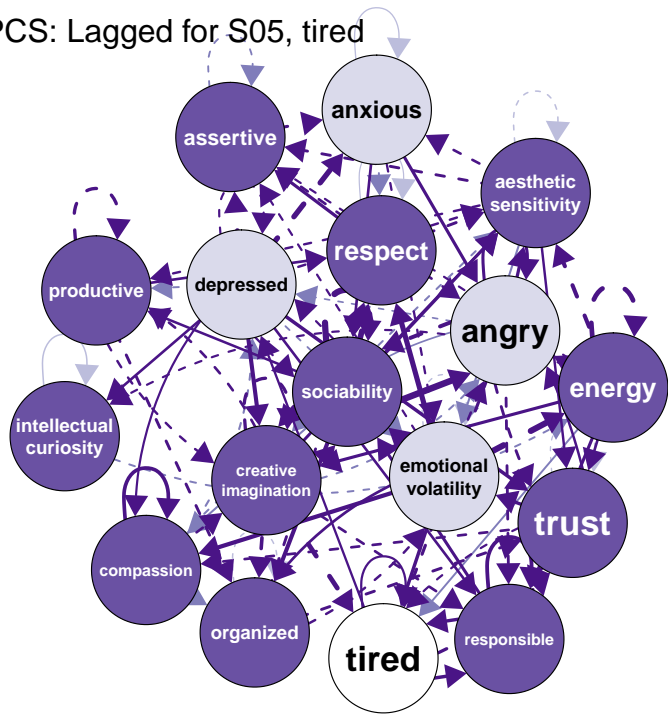 PCS: Lagged for S05, tired
anxious
assertive
aesthetic
sensitivity
respect
depressed
productive
angry
energy
sociability
intellectual
curiosity
creative
imagination
emotional
volatility
trust
compassion
organized
tired
responsible